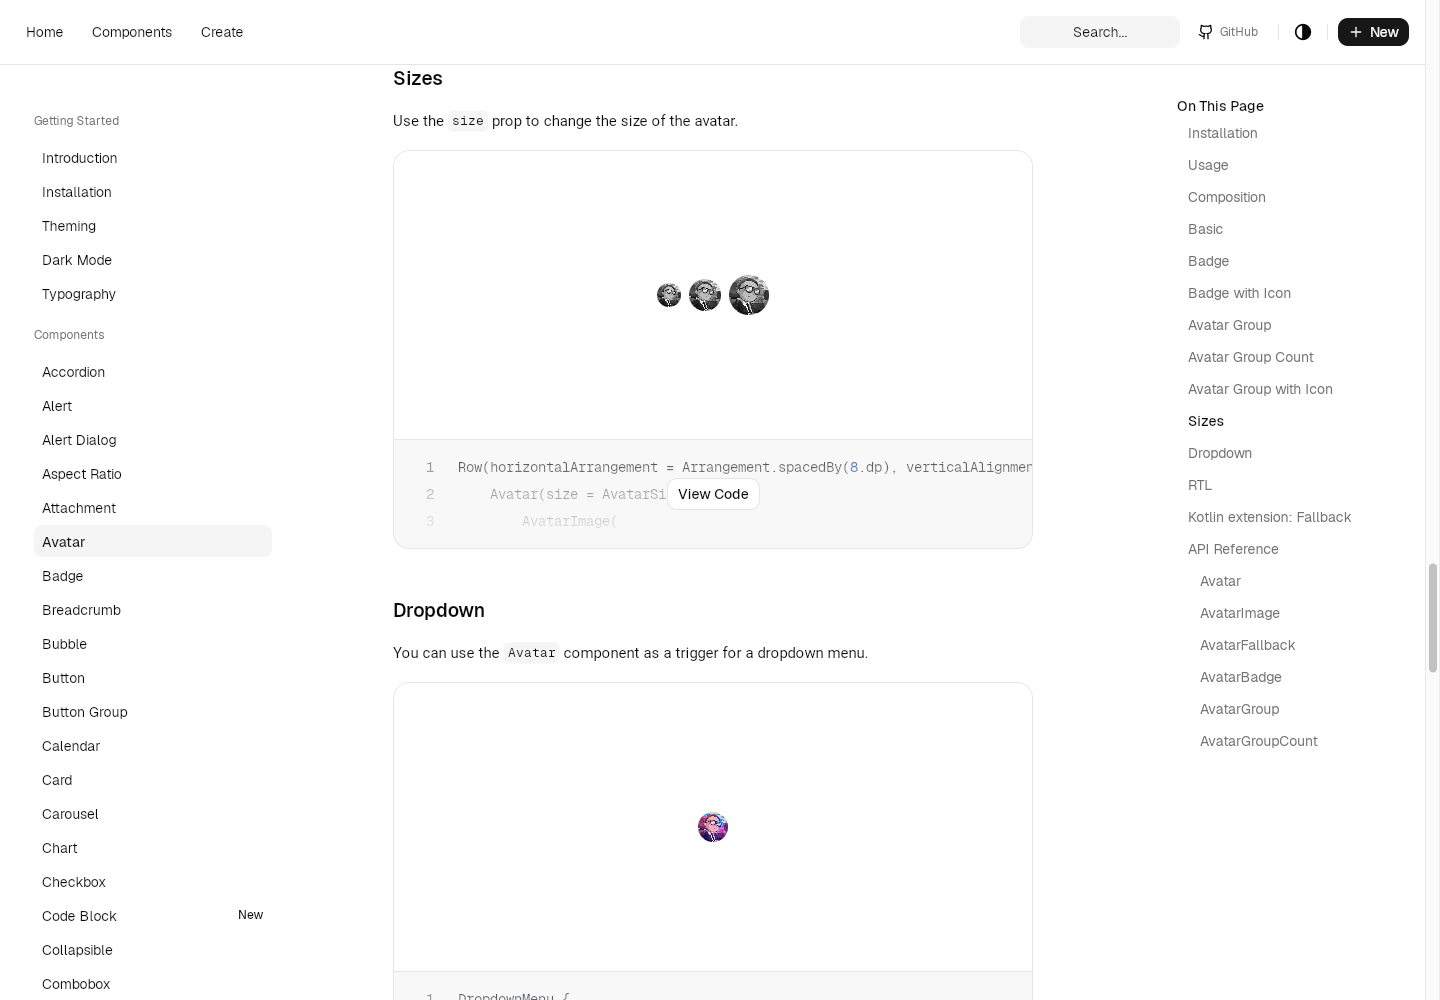 Home
Components
Create
Search...
GitHub
New
Getting Started
Introduction
Installation
Theming
Dark Mode
Typography
Components
Accordion
Alert
Alert Dialog
Aspect Ratio
Attachment
Avatar
Badge
Breadcrumb
Bubble
Button
Button Group
Calendar
Card
Carousel
Chart
Checkbox
Code Block
New
Collapsible
Combobox
Sizes
Use the size prop to change the size of the avatar.
1 Row(horizontalArrangement = Arrangement.spacedBy(8.dp), verticalAlignmen
2 Avatar(size = AvatarSi
View Code
3 AvatarImage(
Dropdown
You can use the Avatar component as a trigger for a dropdown menu.
1 DropdownMenu {
On This Page
Installation
Usage
Composition
Basic
Badge
Badge with Icon
Avatar Group
Avatar Group Count
Avatar Group with Icon
Sizes
Dropdown
RTL
Kotlin extension: Fallback
API Reference
Avatar
AvatarImage
AvatarFallback
AvatarBadge
AvatarGroup
AvatarGroupCount